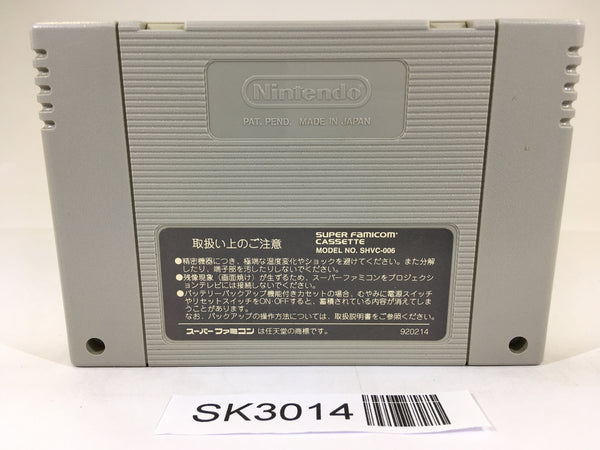 Nintendo
PAT. PEND. MADE IN JAPAN
取扱い上のご注意
SUPER FAMICOM
CASSETTE
MODEL NO. SHVC-006
●精密機器につき、極端な温度変化やショックを避けてください。また分解
したり、端子部を汚したりしないでください。
●残像現象（画面焼け）が生ずるため、スーパーファミコンをプロジェクシ
ョンテレビには接続しないでください。
●バッテリーバックアップ機能付きカセットの場合、むやみに電源スイッチ
やリセットスイッチをON・OFFすると、蓄積されている内容が消えてしま
うことがあります。
なお、バックアップの操作方法については、取扱説明書をご参照ください。
スーパーファミコン は任天堂の商標です。
920214
SK3014